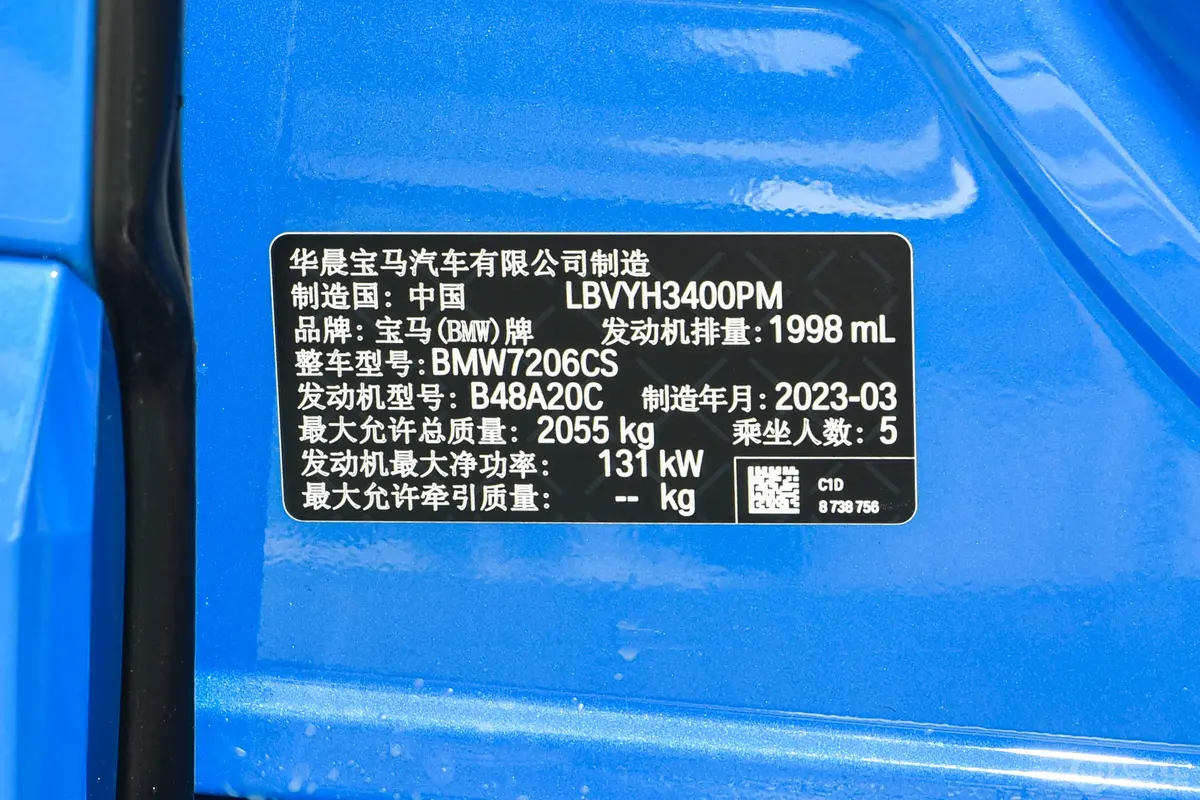 华晨宝马汽车有限公司制造
制造国：中国 LBVYH3400PM
品牌：宝马(BMW)牌 发动机排量：1998 mL
整车型号：BMW7206CS
发动机型号：B48A20C 制造年月：2023-03
最大允许总质量：2055 kg 乘坐人数：5
发动机最大净功率： 131 kW
最大允许牵引质量： -- kg
C1D
8 738 756